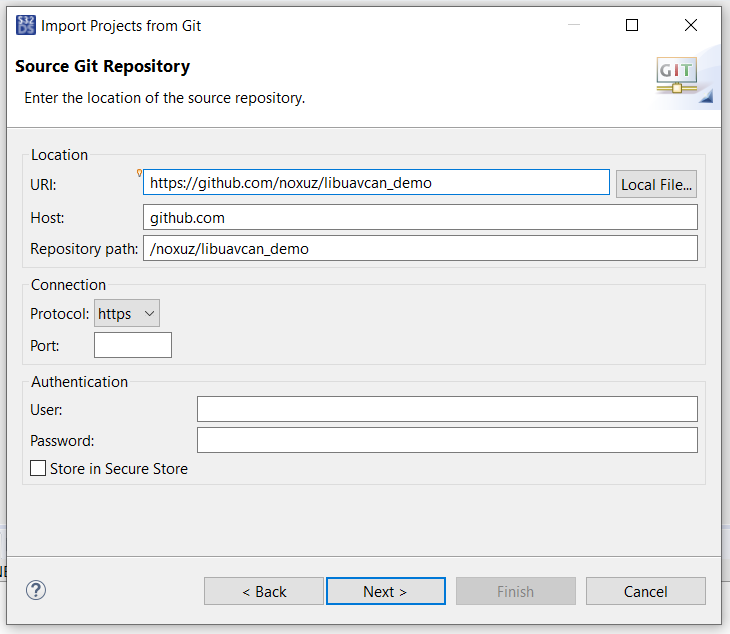 S32
DS
Import Projects from Git
Source Git Repository
Enter the location of the source repository.
GIT
Location
URI:
https://github.com/noxuz/libuavcan_demo
Local File...
Host:
github.com
Repository path:
/noxuz/libuavcan_demo
Connection
Protocol:
https
Port:
Authentication
User:
Password:
Store in Secure Store
?
< Back
Next >
Finish
Cancel